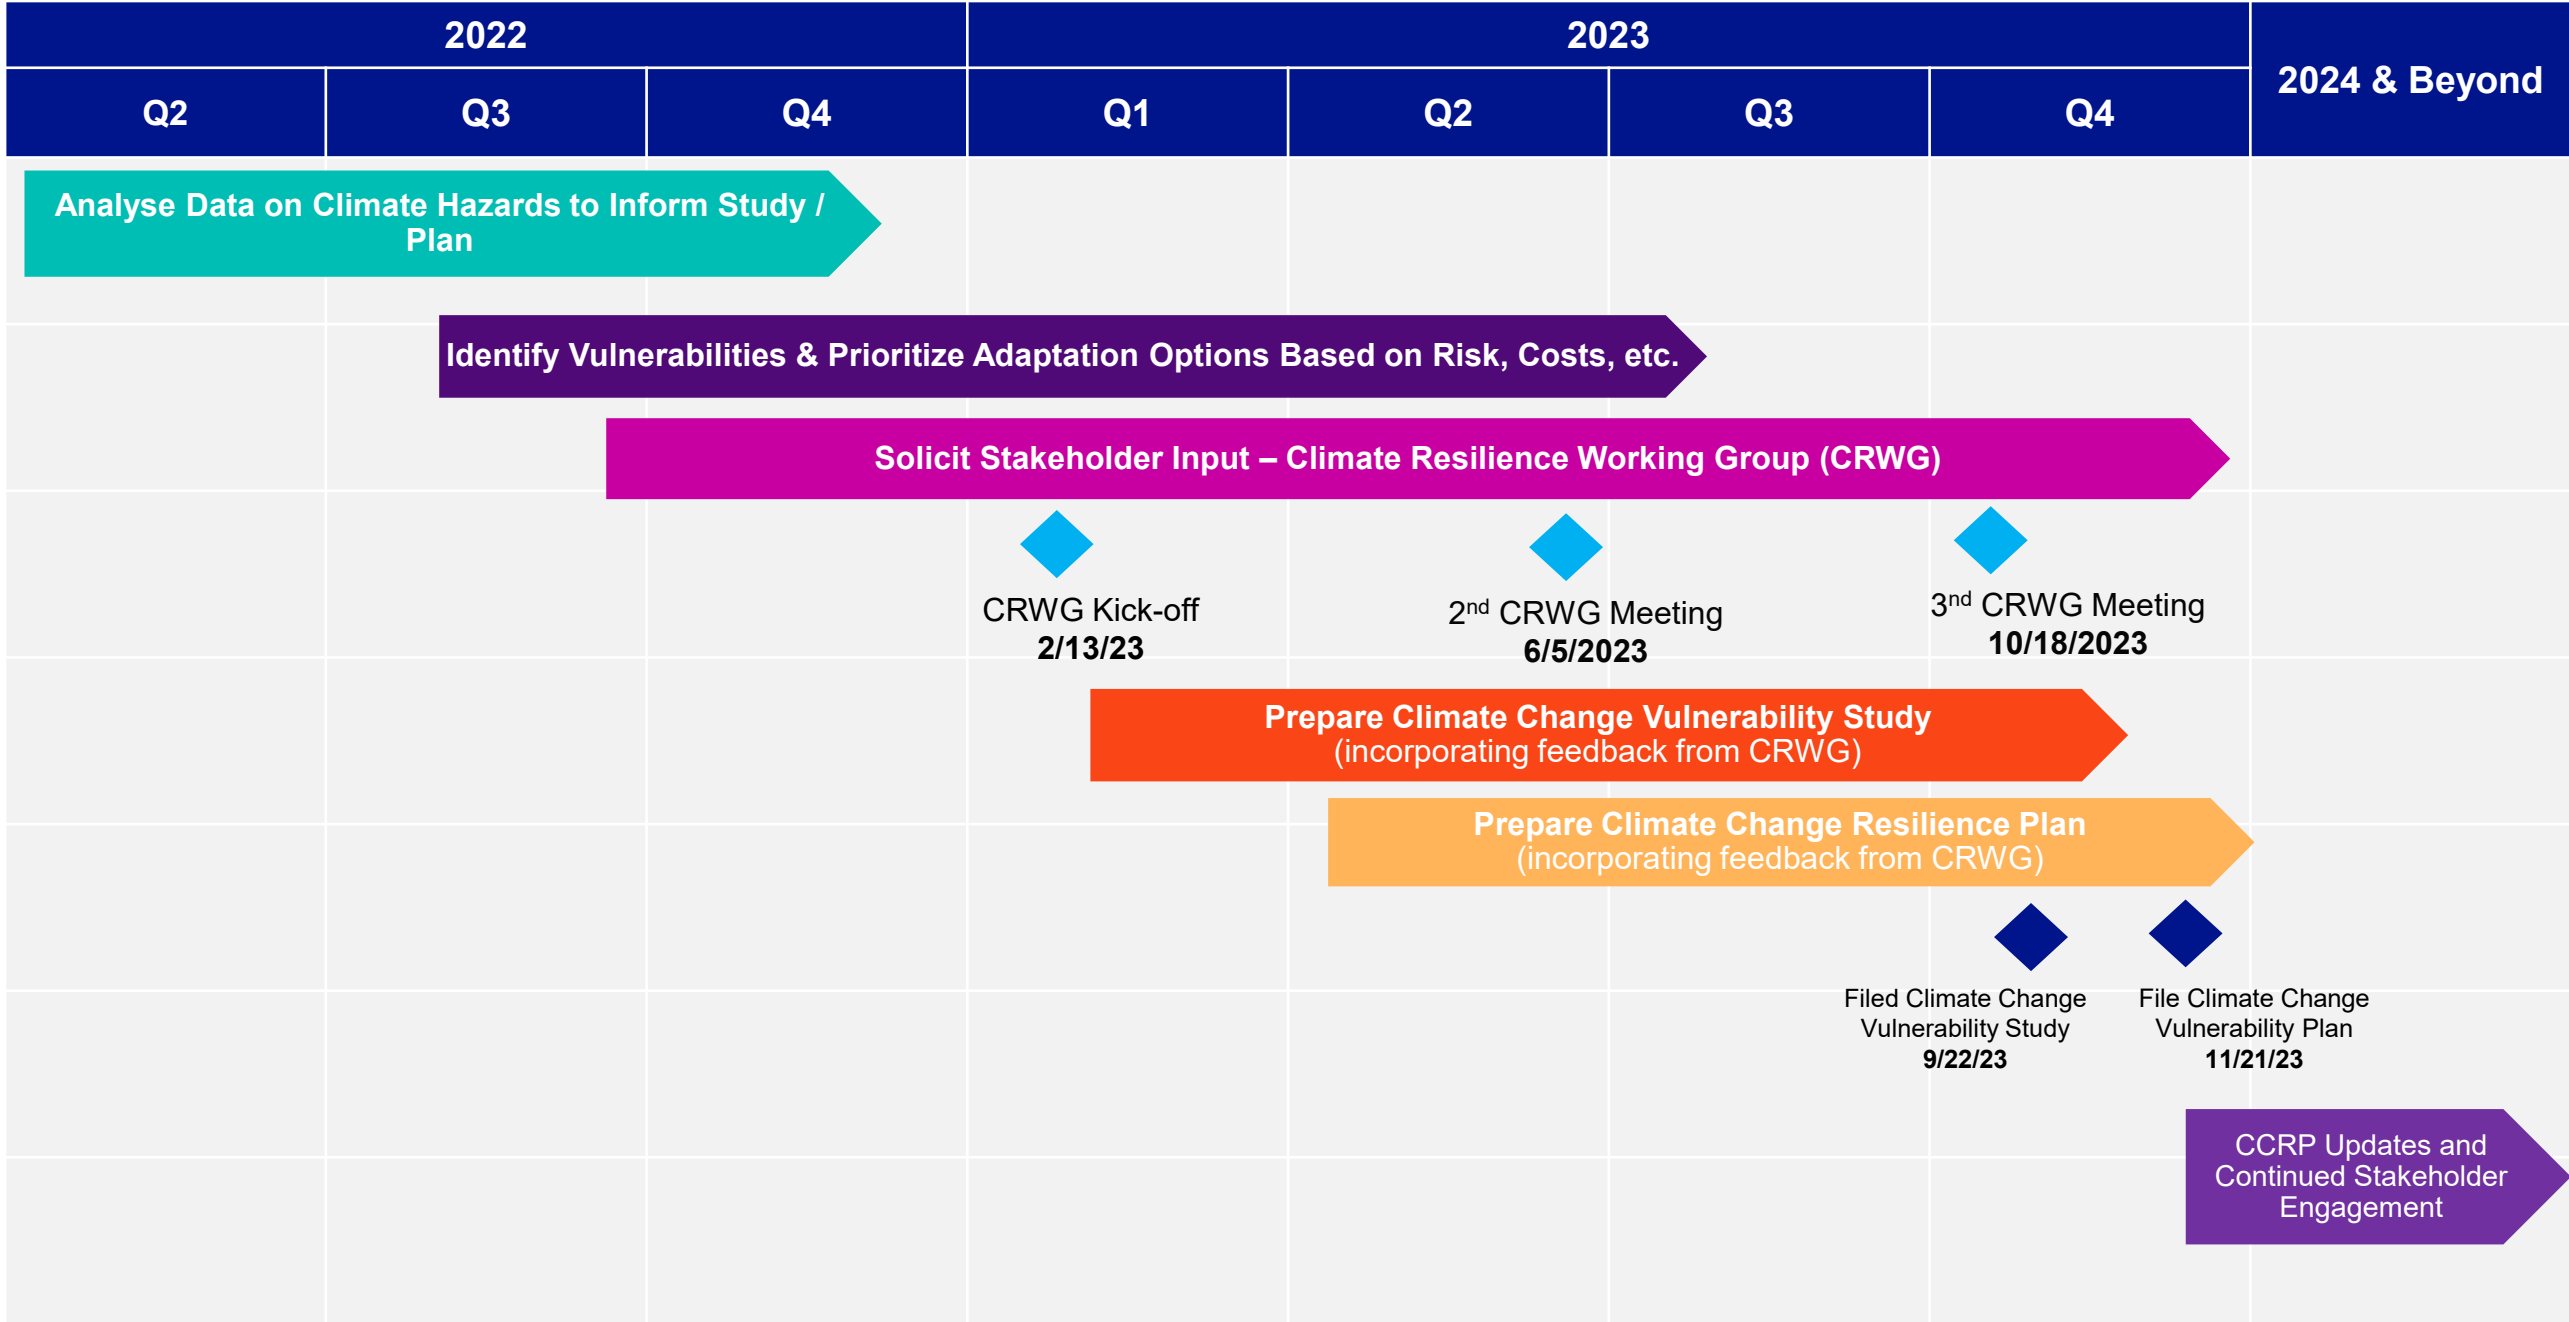 2022
2023
2024 & Beyond
Q2
Q3
Q4
Q1
Q2
Q3
Q4
Analyse Data on Climate Hazards to Inform Study /
Plan
Identify Vulnerabilities & Prioritize Adaptation Options Based on Risk, Costs, etc.
Solicit Stakeholder Input – Climate Resilience Working Group (CRWG)
CRWG Kick-off
2/13/23
2nd CRWG Meeting
6/5/2023
3nd CRWG Meeting
10/18/2023
Prepare Climate Change Vulnerability Study
(incorporating feedback from CRWG)
Prepare Climate Change Resilience Plan
(incorporating feedback from CRWG)
Filed Climate Change
Vulnerability Study
9/22/23
File Climate Change
Vulnerability Plan
11/21/23
CCRP Updates and
Continued Stakeholder
Engagement